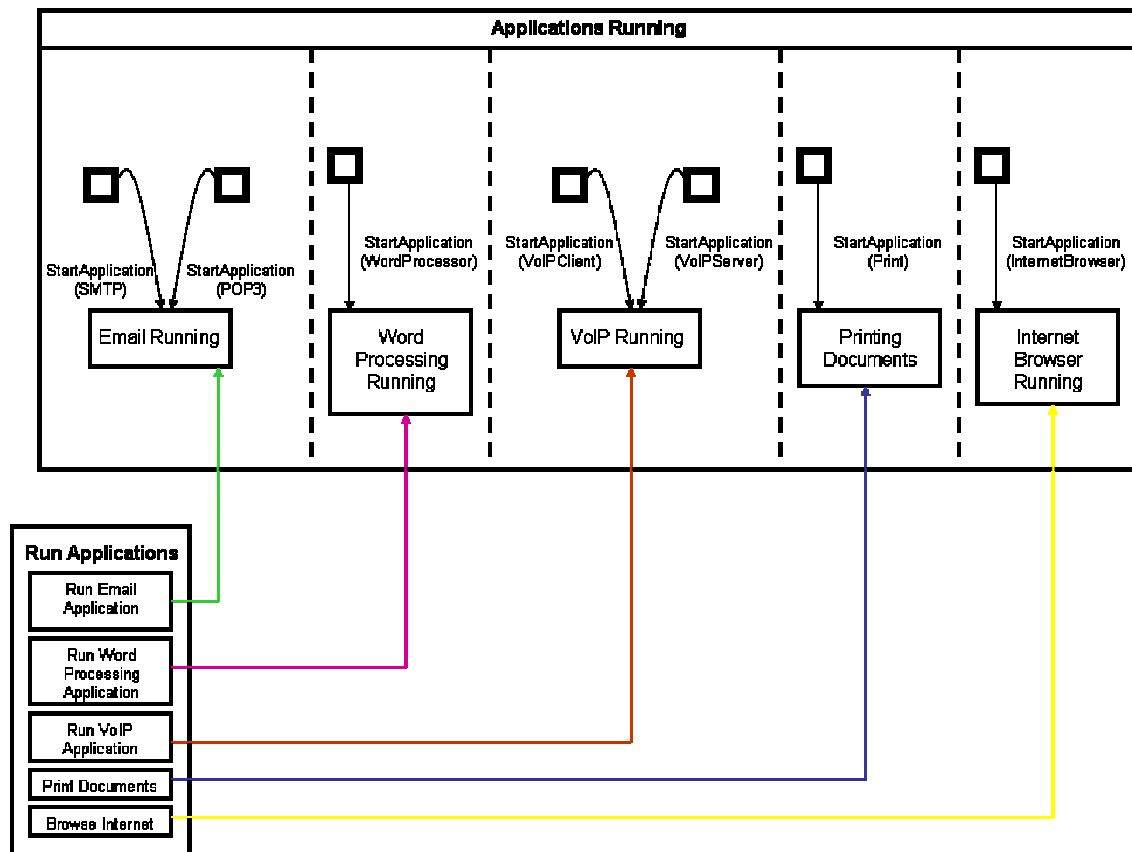 Applications Running
StartApplication
(SMTP)
StartApplication
(POP3)
Email Running
StartApplication
(WordProcessor)
Word
Processing
Running
StartApplication
(VoIPClient)
StartApplication
(VoIPServer)
VoIP Running
StartApplication
(Print)
Printing
Documents
StartApplication
(InternetBrowser)
Internet
Browser
Running
Run Applications
Run Email
Application
Run Word
Processing
Application
Run VoIP
Application
Print Documents
Browse Internet